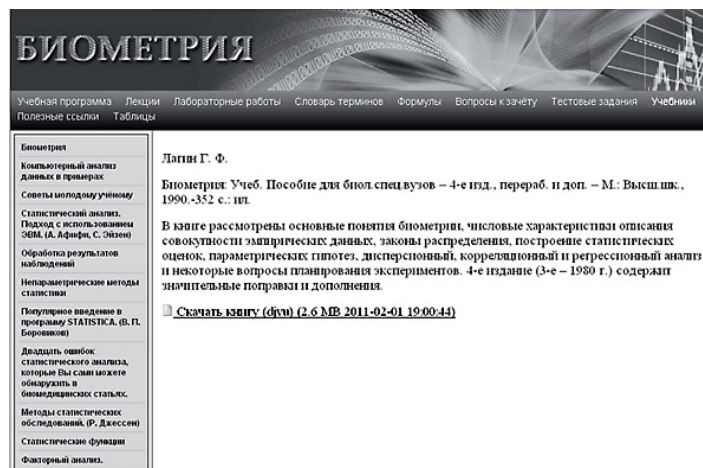 БИОМЕТРИЯ
Учебная программа Лекции Лабораторные работы Словарь терминов Формулы Вопросы к зачёту Тестовые задания Учебники
Полезные ссылки Таблицы
Биометрия
Компьютерный анализ
данных в примерах
Советы молодому учёному
Статистический анализ.
Подход с использованием
ЭВМ. (А. Афифи, С. Эйзен)
Обработка результатов
наблюдений
Непараметрические методы
статистики
Популярное введение в
программу STATISTICA. (В. П.
Боровиков)
Двадцать ошибок
статистического анализа,
которые Вы сами можете
обнаружить в
биомедицинских статьях.
Методы статистических
обследований. (Р. Джессен)
Статистические функции
Факторный анализ.
Лагин Г. Ф.
Биометрия: Учеб. Пособие для биол.спец.вузов – 4-е изд., перераб. и доп. – М.: Высш.шк.,
1990.-352 с.: ил.
В книге рассмотрены основные понятия биометрии, числовые характеристики описания
совокупности эмпирических данных, законы распределения, построение статистических
оценок, параметрических гипотез, дисперсионный, корреляционный и регрессионный анализ
и некоторые вопросы планирования экспериментов. 4-е издание (3-е – 1980 г.) содержит
значительные поправки и дополнения.
Скачать книгу (djvu) (2.6 MB 2011-02-01 19:00:44)